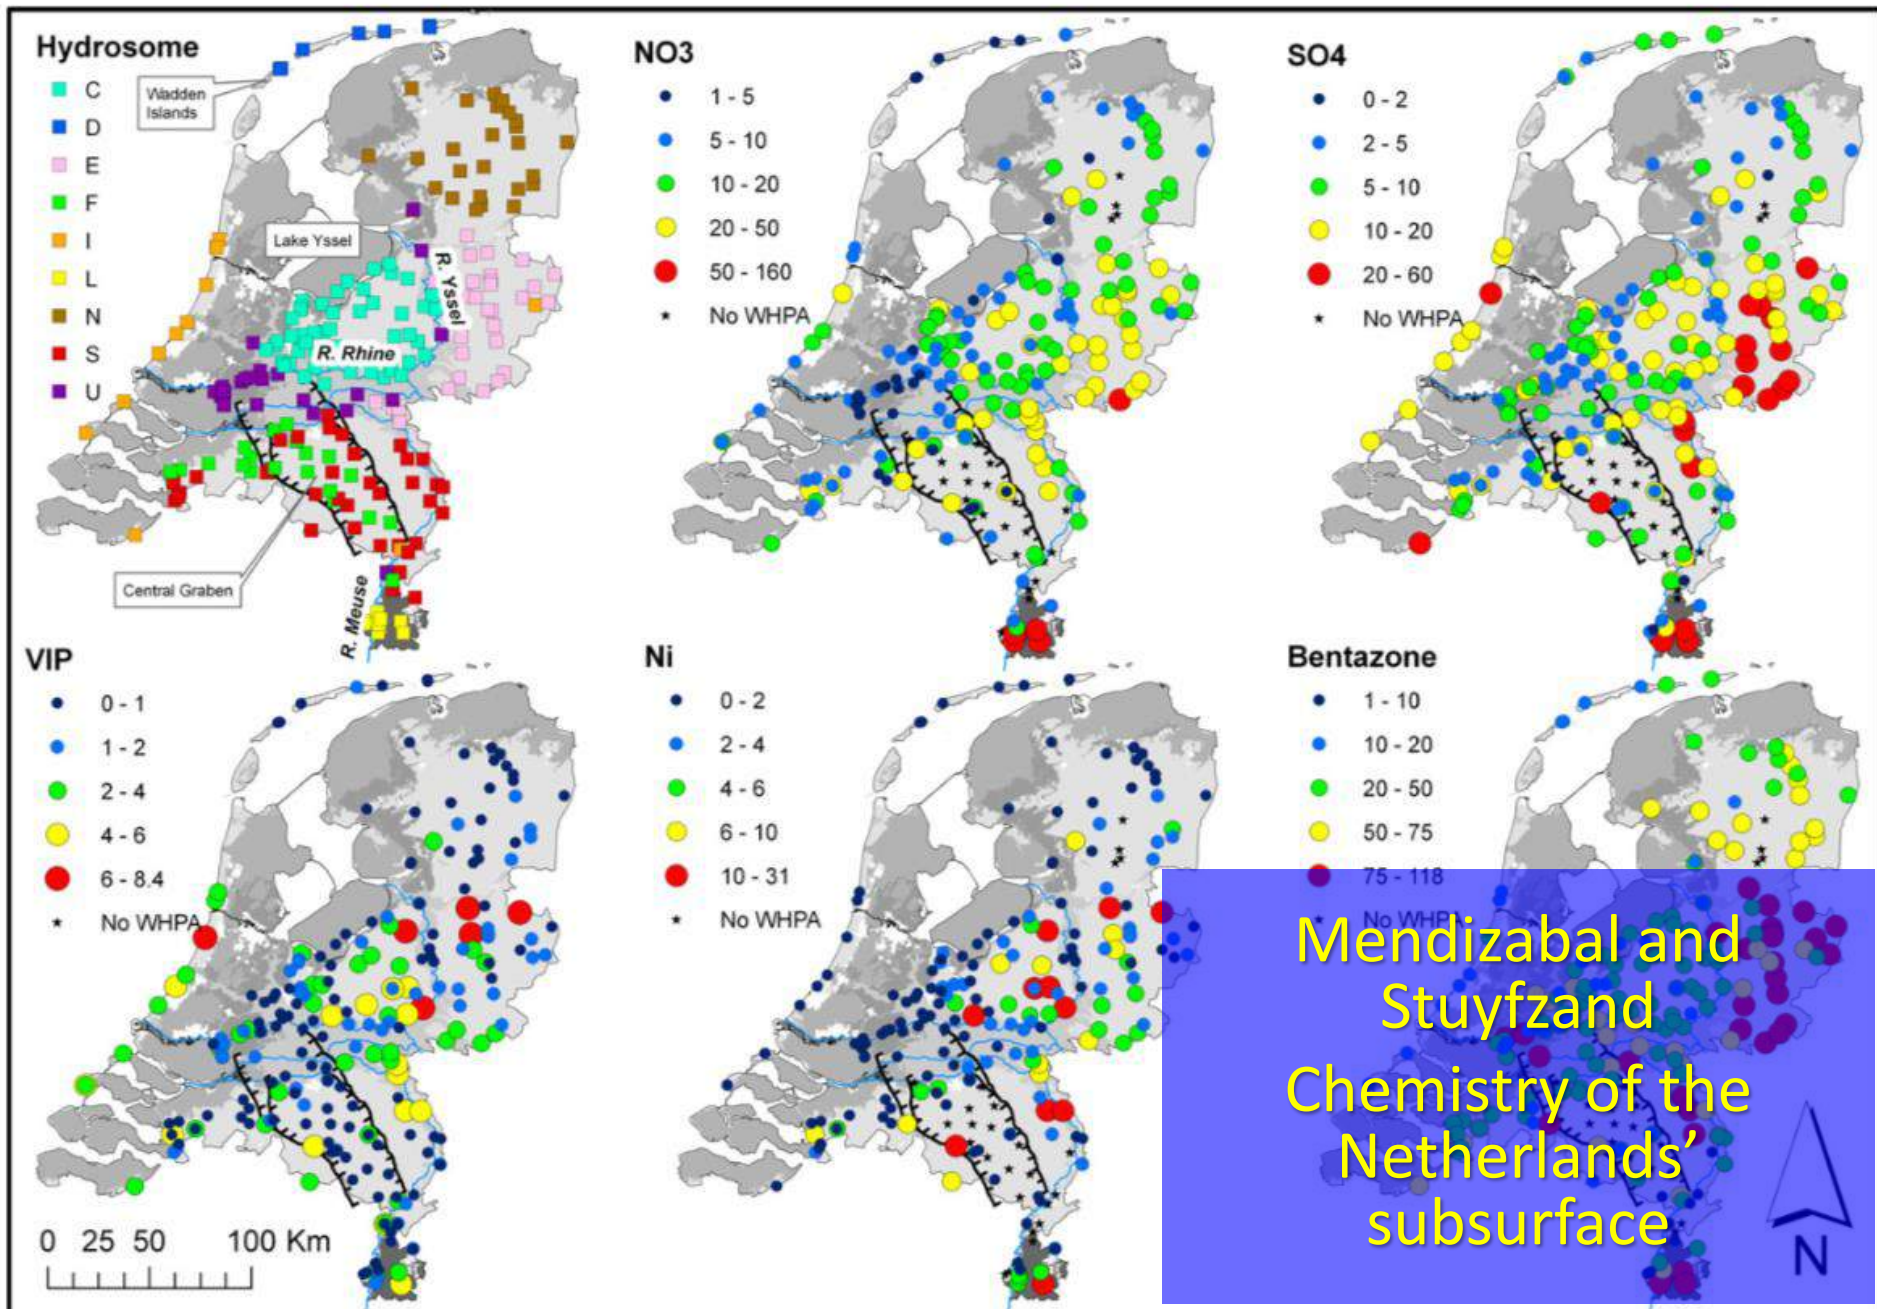 Hydrosome
C
D
E
F
I
L
N
S
U
Wadden
Islands
Lake Yssel
R. Yssel
R. Rhine
Central Graben
R. Meuse
NO3
1 - 5
5 - 10
10 - 20
20 - 50
50 - 160
No WHPA
SO4
0 - 2
2 - 5
5 - 10
10 - 20
20 - 60
No WHPA
VIP
0 - 1
1 - 2
2 - 4
4 - 6
6 - 8.4
No WHPA
0 25 50 100 Km
Ni
0 - 2
2 - 4
4 - 6
6 - 10
10 - 31
No WHPA
Bentazone
1 - 10
10 - 20
20 - 50
50 - 75
75 - 118
No WHPA
Mendizabal and
Stuyfzand
Chemistry of the
Netherlands’
subsurface
N